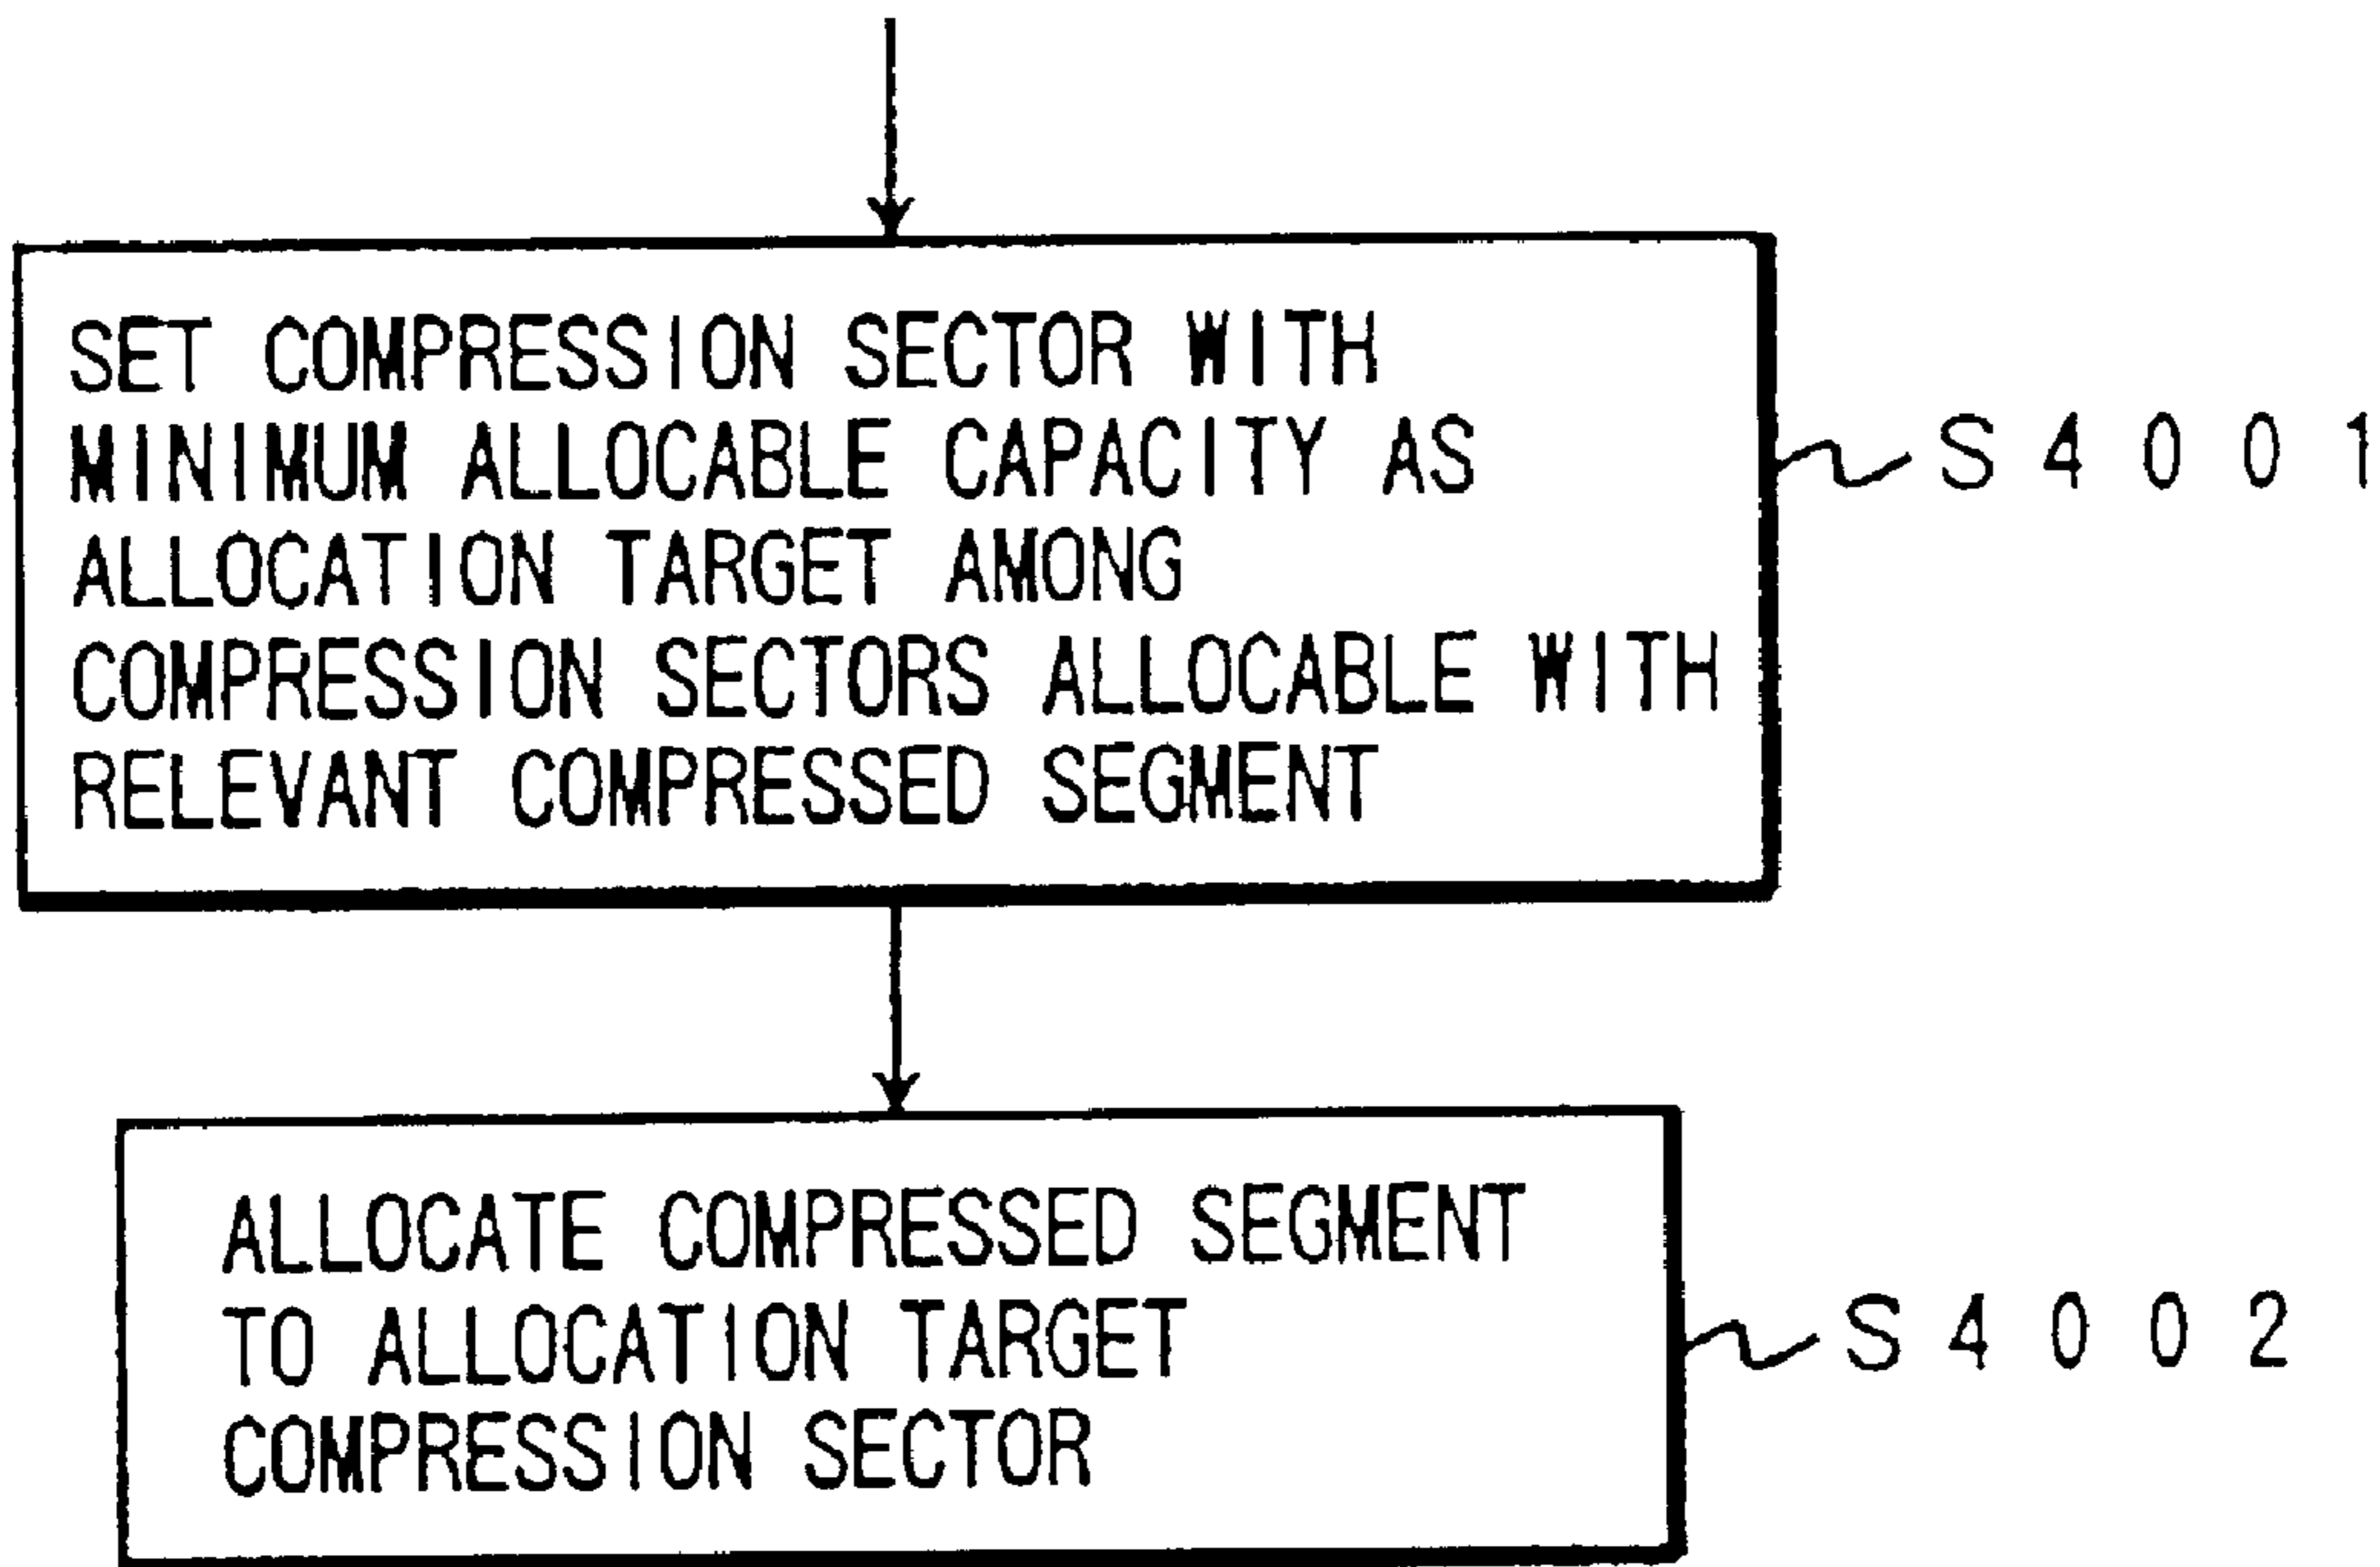 SET COMPRESSION SECTOR WITH
MINIMUM ALLOCABLE CAPACITY AS
ALLOCATION TARGET AMONG
COMPRESSION SECTORS ALLOCABLE WITH
RELEVANT COMPRESSED SEGMENT
S4001
ALLOCATE COMPRESSED SEGMENT
TO ALLOCATION TARGET
COMPRESSION SECTOR
S4002